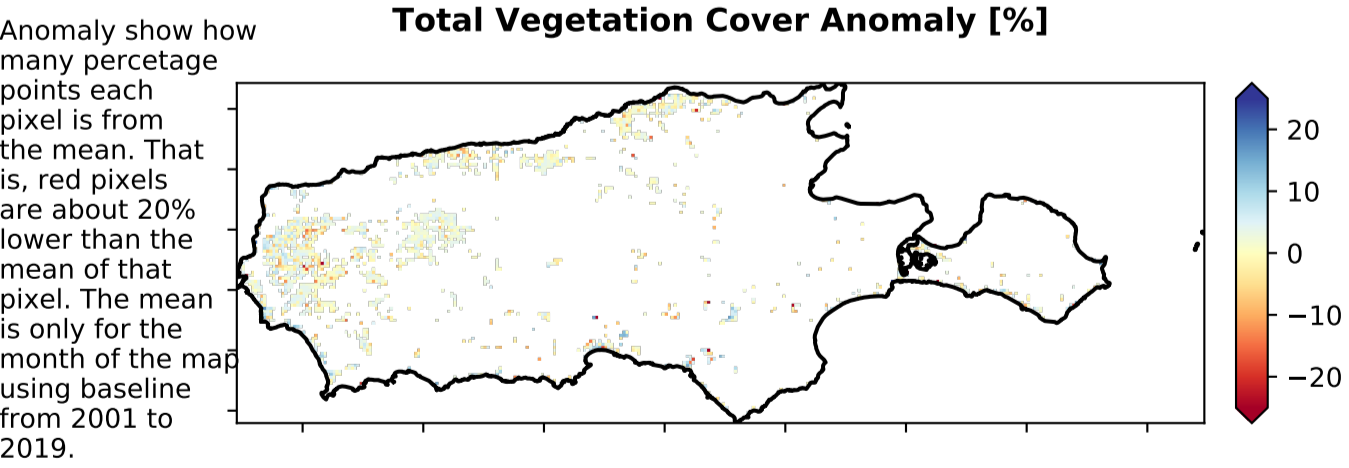 Total Vegetation Cover Anomaly [%]
Anomaly show how
many percetage
points each
pixel is from
the mean. That
is, red pixels
are about 20%
lower than the
mean of that
pixel. The mean
is only for the
month of the map
using baseline
from 2001 to
2019.
20
10
0
−10
−20